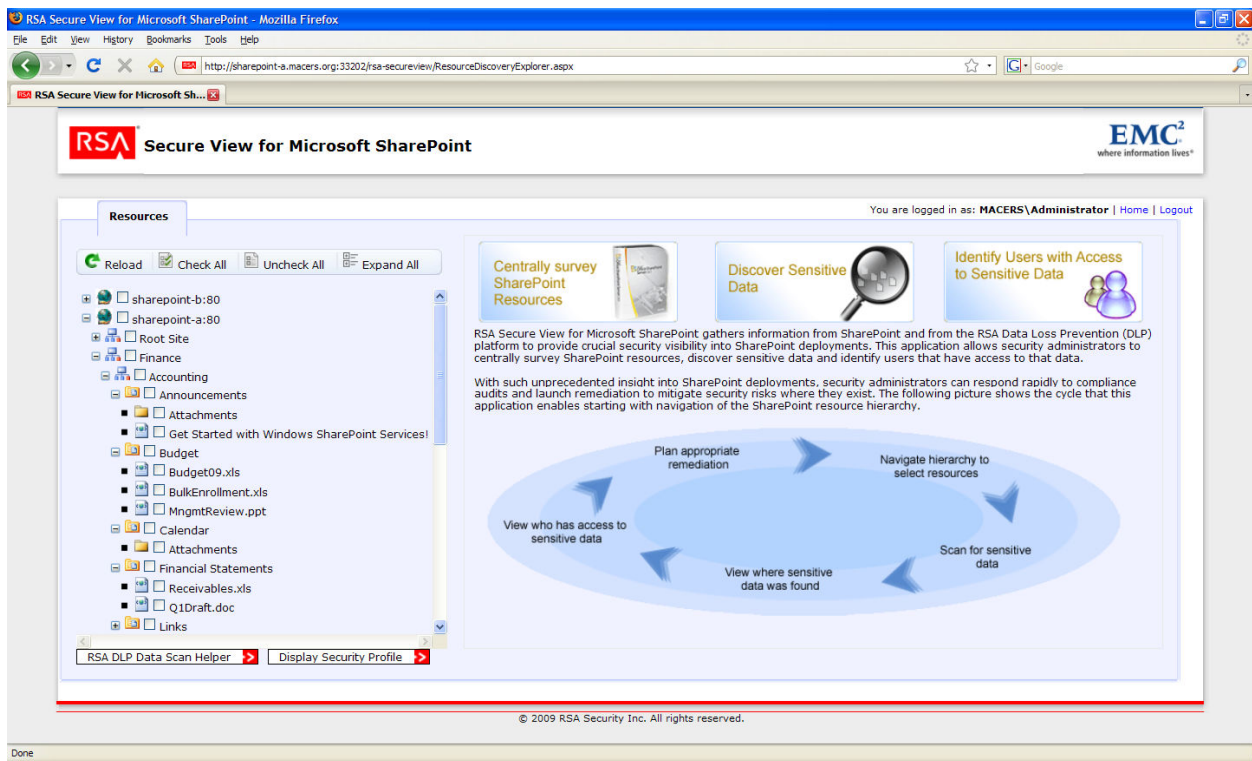 RSA Secure View for Microsoft SharePoint - Mozilla Firefox
File Edit View History Bookmarks Tools Help
http://sharepoint-a.macers.org:33202/rsa-secureview/ResourceDiscoveryExplorer.aspx
Google
RSA Secure View for Microsoft Sh...
RSA Secure View for Microsoft SharePoint
EMC²
where information lives®
Resources
You are logged in as: MACERS\Administrator | Home | Logout
Reload Check All Uncheck All Expand All
sharepoint-b:80
sharepoint-a:80
Root Site
Finance
Accounting
Announcements
Attachments
Get Started with Windows SharePoint Services!
Budget
Budget09.xls
BulkEnrollment.xls
MngmtReview.ppt
Calendar
Attachments
Financial Statements
Receivables.xls
Q1Draft.doc
Links
RSA DLP Data Scan Helper
Display Security Profile
Centrally survey
SharePoint
Resources
Discover Sensitive
Data
Identify Users with Access
to Sensitive Data
RSA Secure View for Microsoft SharePoint gathers information from SharePoint and from the RSA Data Loss Prevention (DLP)
platform to provide crucial security visibility into SharePoint deployments. This application allows security administrators to
centrally survey SharePoint resources, discover sensitive data and identify users that have access to that data.
With such unprecedented insight into SharePoint deployments, security administrators can respond rapidly to compliance
audits and launch remediation to mitigate security risks where they exist. The following picture shows the cycle that this
application enables starting with navigation of the SharePoint resource hierarchy.
Plan appropriate
remediation
Navigate hierarchy to
select resources
View who has access to
sensitive data
Scan for sensitive
data
View where sensitive
data was found
© 2009 RSA Security Inc. All rights reserved.
Done